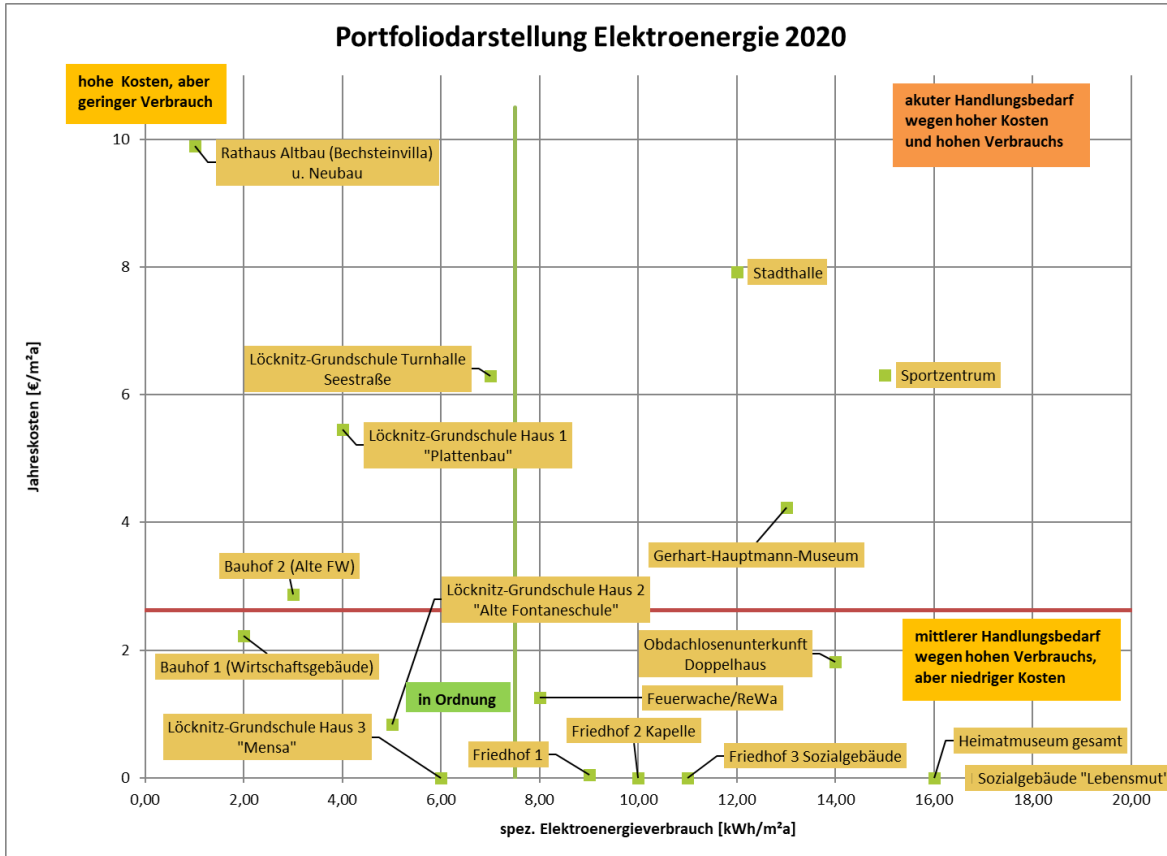 Portfoliodarstellung Elektroenergie 2020
hohe Kosten, aber
geringer Verbrauch
akuter Handlungsbedarf
wegen hoher Kosten
und hohen Verbrauchs
10
Rathaus Altbau (Bechsteinvilla)
u. Neubau
8
Stadthalle
Löcknitz-Grundschule Turnhalle
Seestraße
Sportzentrum
6
Löcknitz-Grundschule Haus 1
"Plattenbau"
Jahreskosten [€/m²a]
4
Gerhart-Hauptmann-Museum
Bauhof 2 (Alte FW)
Löcknitz-Grundschule Haus 2
"Alte Fontaneschule"
mittlerer Handlungsbedarf
wegen hohen Verbrauchs,
aber niedriger Kosten
2
Bauhof 1 (Wirtschaftsgebäude)
Obdachlosenunterkunft
Doppelhaus
in Ordnung
Feuerwache/ReWa
Löcknitz-Grundschule Haus 3
"Mensa"
Friedhof 1
Friedhof 2 Kapelle
Friedhof 3 Sozialgebäude
Heimatmuseum gesamt
Sozialgebäude "Lebensmut"
0
0,00 2,00 4,00 6,00 8,00 10,00 12,00 14,00 16,00 18,00 20,00
spez. Elektroenergieverbrauch [kWh/m²a]